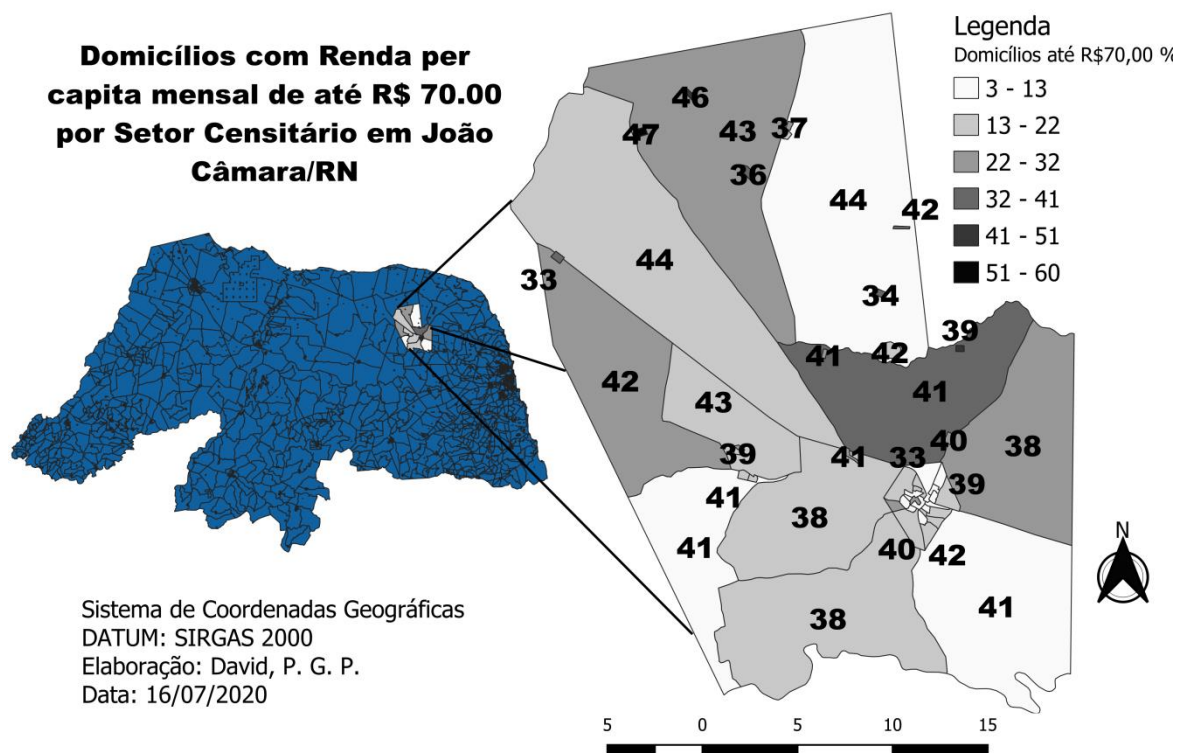 Domicílios com Renda per
capita mensal de até R$ 70.00
por Setor Censitário em João
Câmara/RN
Legenda
Domicílios até R$70,00 %
3 - 13
13 - 22
22 - 32
32 - 41
41 - 51
51 - 60
46
47
43
37
36
44
42
44
33
34
39
41
42
42
43
41
40
38
39
41
33
39
41
38
41
40
42
38
41
N
Sistema de Coordenadas Geográficas
DATUM: SIRGAS 2000
Elaboração: David, P. G. P.
Data: 16/07/2020
5 0 5 10 15